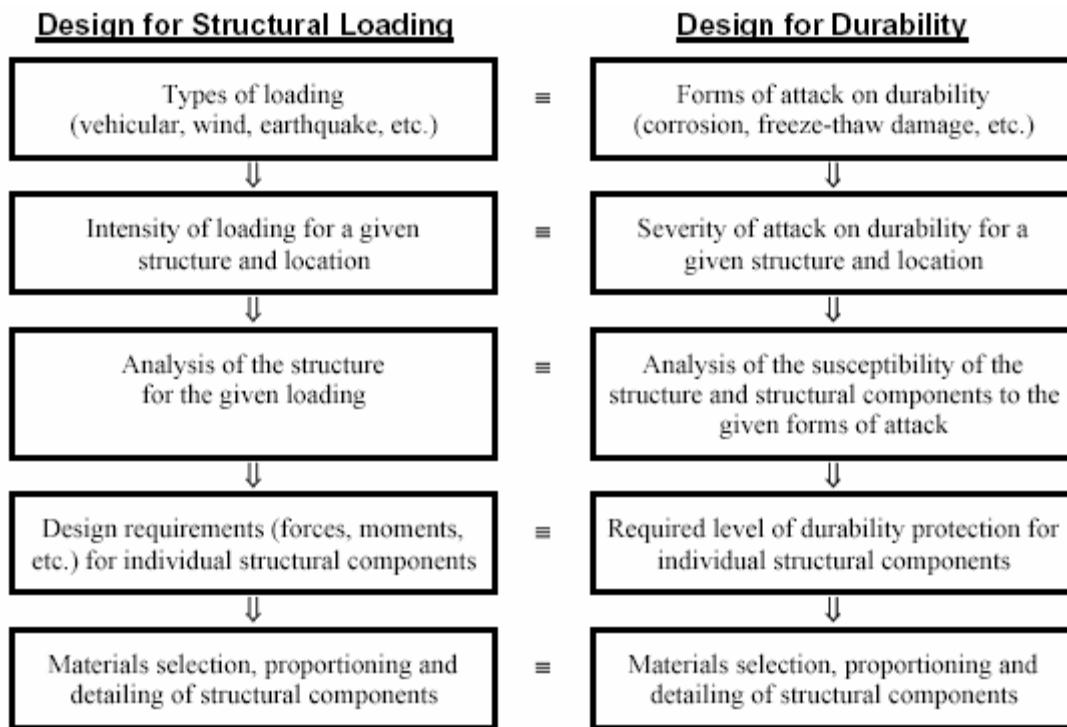 Design for Structural Loading
Design for Durability
Types of loading
(vehicular, wind, earthquake, etc.)
≡
Forms of attack on durability
(corrosion, freeze-thaw damage, etc.)
⇓
⇓
Intensity of loading for a given
structure and location
≡
Severity of attack on durability for a
given structure and location
⇓
⇓
Analysis of the structure
for the given loading
≡
Analysis of the susceptibility of the
structure and structural components to the
given forms of attack
⇓
⇓
Design requirements (forces, moments,
etc.) for individual structural components
≡
Required level of durability protection for
individual structural components
⇓
⇓
Materials selection, proportioning and
detailing of structural components
≡
Materials selection, proportioning and
detailing of structural components